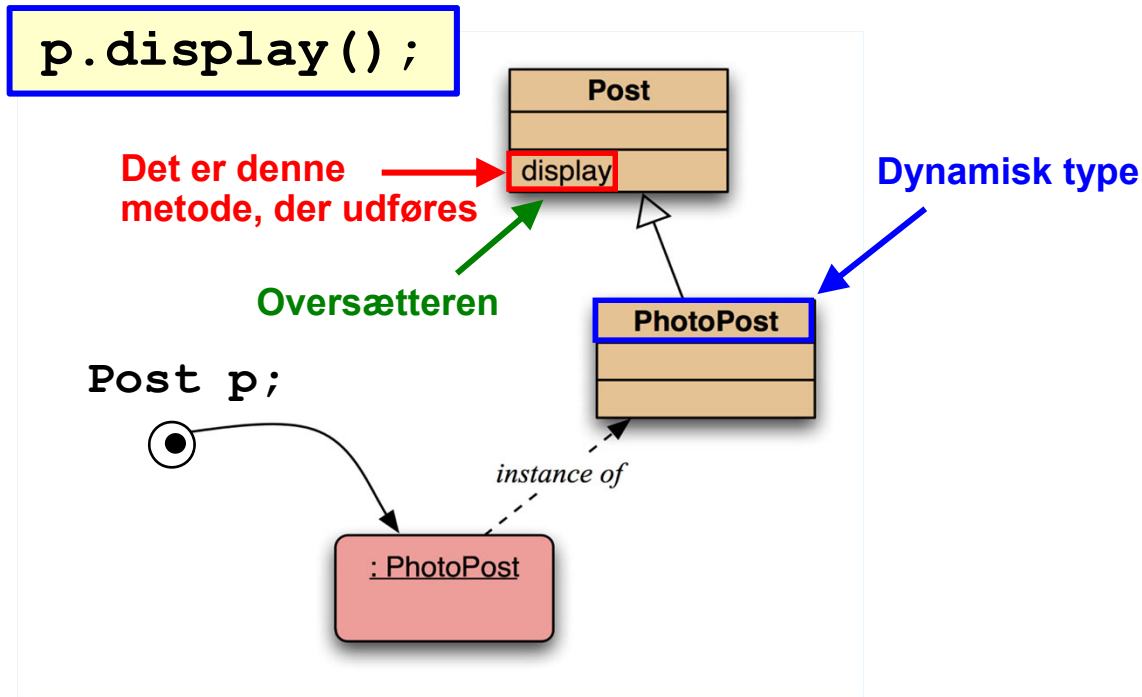 p.display();
Post
Det er denne
metode, der udføres
display
Dynamisk type
Oversætteren
PhotoPost
Post p;
instance of
: PhotoPost